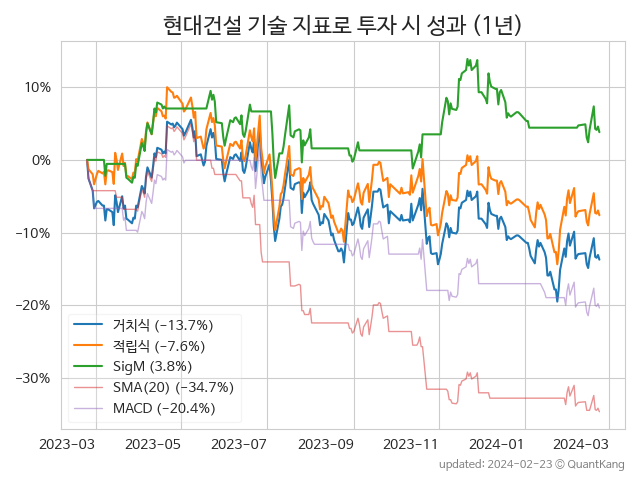 현대건설 기술 지표로 투자 시 성과 (1년)
10%
0%
−10%
−20%
−30%
거치식 (−13.7%)
적립식 (−7.6%)
SigM (3.8%)
SMA(20) (−34.7%)
MACD (−20.4%)
2023-03 2023-05 2023-07 2023-09 2023-11 2024-01 2024-03
updated: 2024-02-23 ⓒ QuantKang